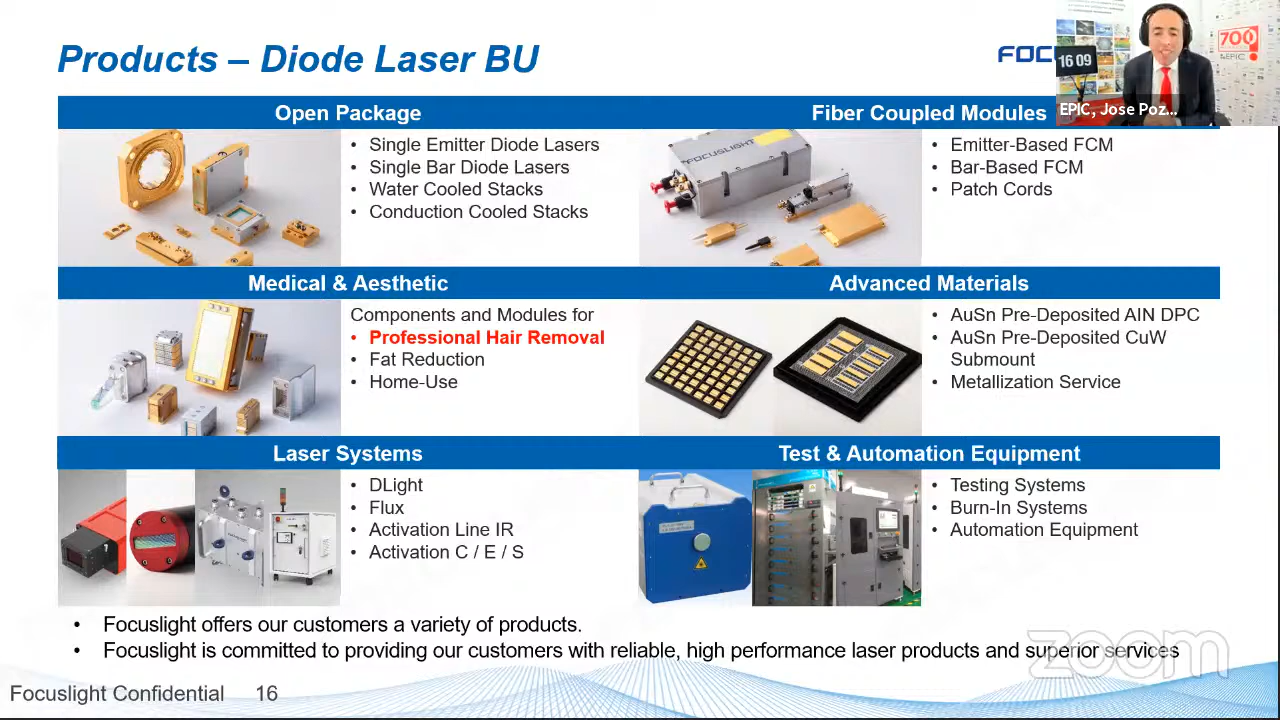 Products – Diode Laser BU
FOC
16 09
700
EPIC
EPIC, Jose Poz...
Open Package
Fiber Coupled Modules
FOCUSLIGHT
• Single Emitter Diode Lasers
• Single Bar Diode Lasers
• Water Cooled Stacks
• Conduction Cooled Stacks
• Emitter-Based FCM
• Bar-Based FCM
• Patch Cords
Medical & Aesthetic
Advanced Materials
Components and Modules for
• Professional Hair Removal
• Fat Reduction
• Home-Use
• AuSn Pre-Deposited AIN DPC
• AuSn Pre-Deposited CuW
Submount
• Metallization Service
Laser Systems
Test & Automation Equipment
• DLight
• Flux
• Activation Line IR
• Activation C / E / S
• Testing Systems
• Burn-In Systems
• Automation Equipment
• Focuslight offers our customers a variety of products.
• Focuslight is committed to providing our customers with reliable, high performance laser products and superior services
zoom
Focuslight Confidential 16